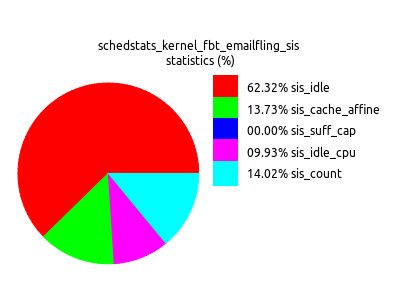 schedstats_kernel_fbt_emailfling_sis
statistics (%)
62.32% sis_idle
13.73% sis_cache_affine
00.00% sis_suff_cap
09.93% sis_idle_cpu
14.02% sis_count